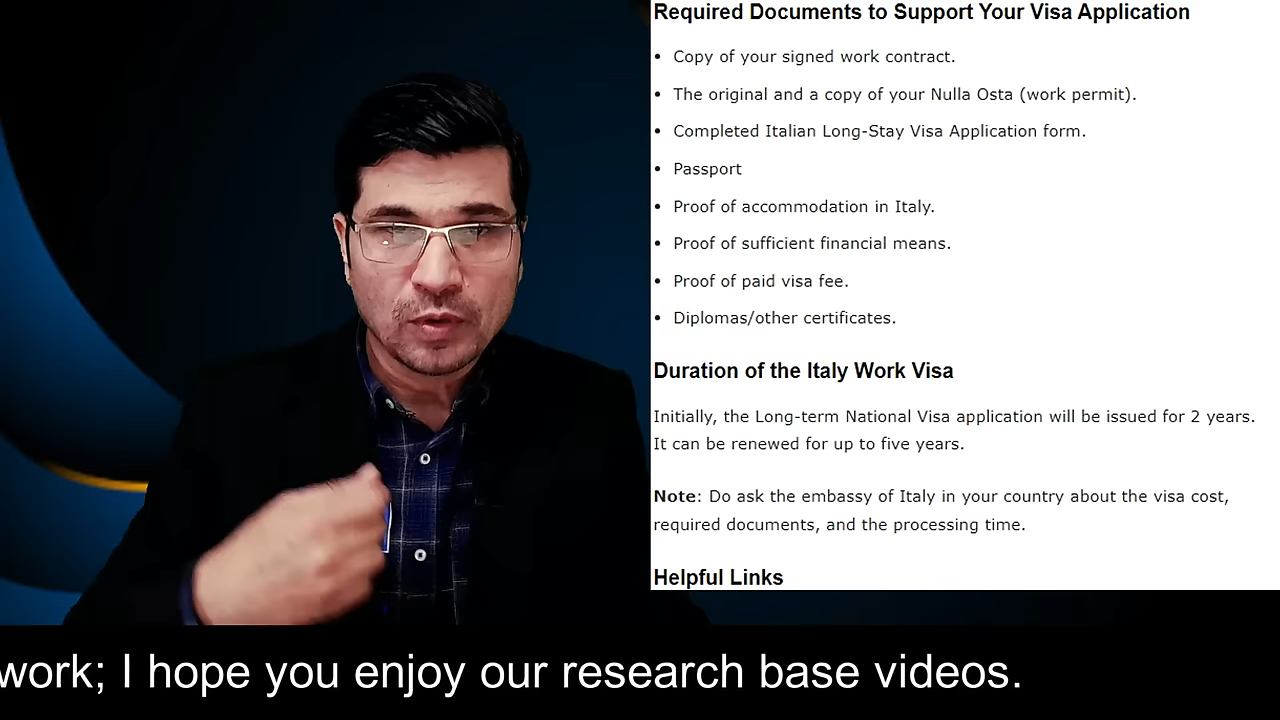 Required Documents to Support Your Visa Application
• Copy of your signed work contract.
• The original and a copy of your Nulla Osta (work permit).
• Completed Italian Long-Stay Visa Application form.
• Passport
• Proof of accommodation in Italy.
• Proof of sufficient financial means.
• Proof of paid visa fee.
• Diplomas/other certificates.
Duration of the Italy Work Visa
Initially, the Long-term National Visa application will be issued for 2 years.
It can be renewed for up to five years.
Note: Do ask the embassy of Italy in your country about the visa cost,
required documents, and the processing time.
Helpful Links
work; I hope you enjoy our research base videos.